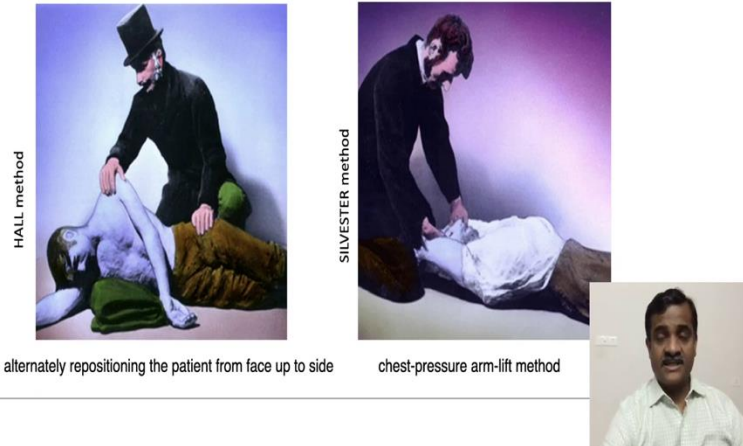 HALL method
SILVESTER method
alternately repositioning the patient from face up to side
chest-pressure arm-lift method